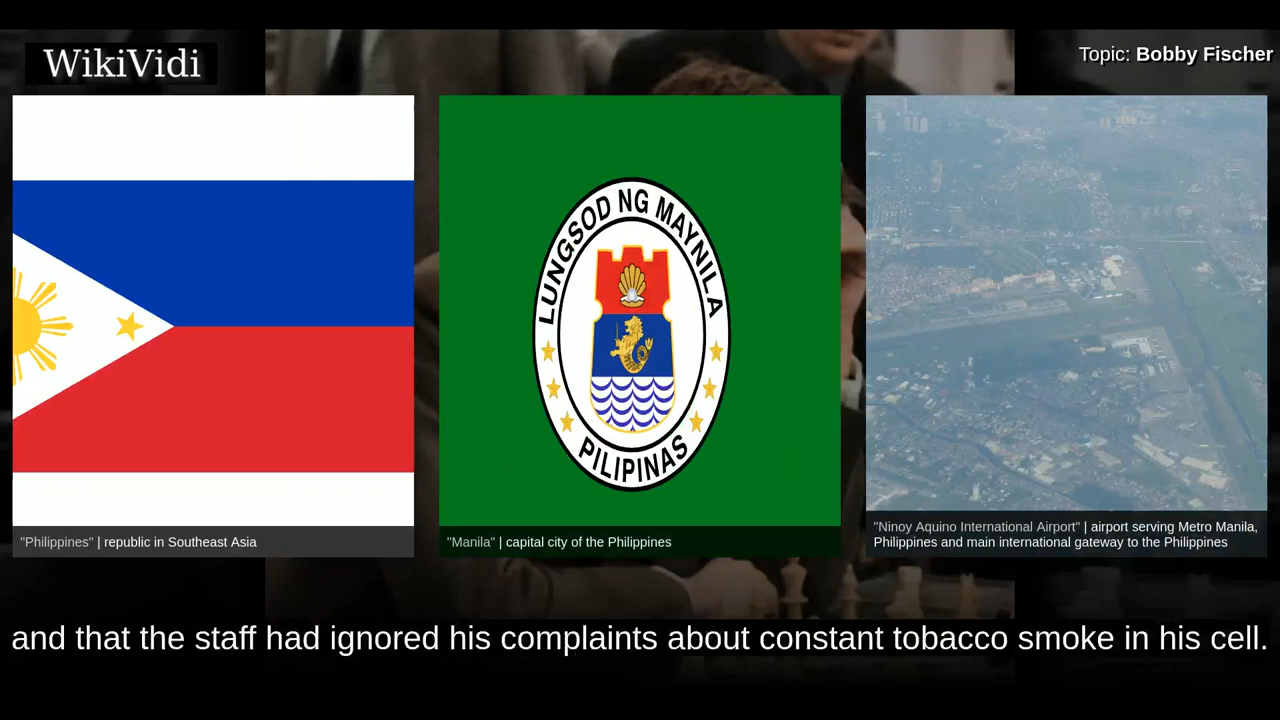 WikiVidi
Topic: Bobby Fischer
LUNGSOD NG MAYNILA
PILIPINAS
"Philippines" | republic in Southeast Asia
"Manila" | capital city of the Philippines
"Ninoy Aquino International Airport" | airport serving Metro Manila,
Philippines and main international gateway to the Philippines
and that the staff had ignored his complaints about constant tobacco smoke in his cell.